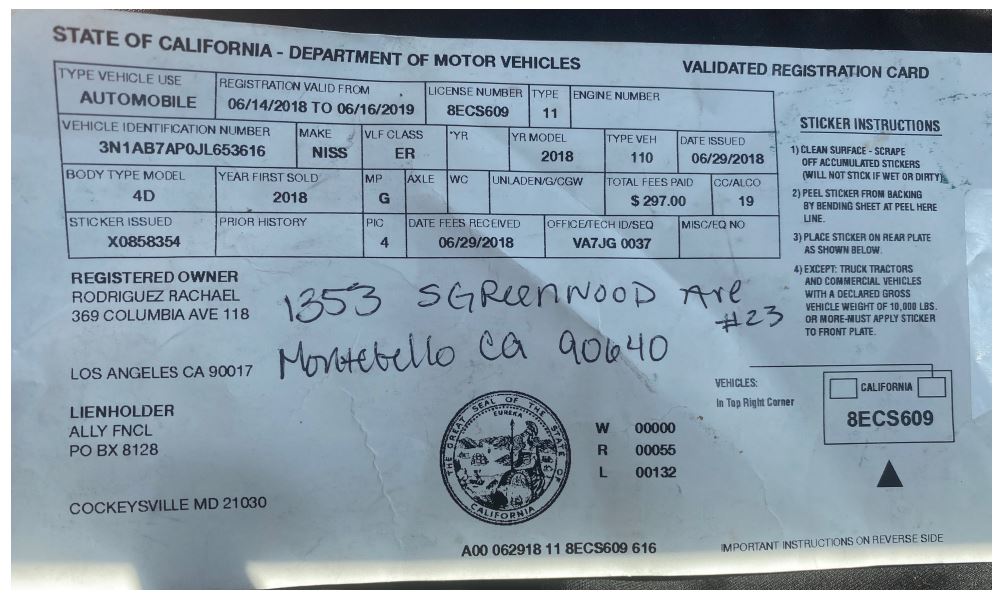 STATE OF CALIFORNIA - DEPARTMENT OF MOTOR VEHICLES
VALIDATED REGISTRATION CARD
TYPE VEHICLE USE REGISTRATION VALID FROM LICENSE NUMBER TYPE ENGINE NUMBER
AUTOMOBILE 06/14/2018 TO 06/16/2019 8ECS609 11
VEHICLE IDENTIFICATION NUMBER MAKE VLF CLASS *YR YR MODEL TYPE VEH DATE ISSUED
3N1AB7AP0JL653616 NISS ER 2018 110 06/29/2018
BODY TYPE MODEL YEAR FIRST SOLD MP AXLE WC UNLADEN/G/CGW TOTAL FEES PAID CC/ALCO
4D 2018 G $ 297.00 19
STICKER ISSUED PRIOR HISTORY PIC DATE FEES RECEIVED OFFICE/TECH ID/SEQ MISC/EQ NO
X0858354 4 06/29/2018 VA7JG 0037
STICKER INSTRUCTIONS
1) CLEAN SURFACE - SCRAPE
OFF ACCUMULATED STICKERS
(WILL NOT STICK IF WET OR DIRTY).
2) PEEL STICKER FROM BACKING
BY BENDING SHEET AT PEEL HERE
LINE.
3) PLACE STICKER ON REAR PLATE
AS SHOWN BELOW.
4) EXCEPT: TRUCK TRACTORS
AND COMMERCIAL VEHICLES
WITH A DECLARED GROSS
VEHICLE WEIGHT OF 10,000 LBS.
OR MORE-MUST APPLY STICKER
TO FRONT PLATE.
REGISTERED OWNER
RODRIGUEZ RACHAEL
369 COLUMBIA AVE 118
LOS ANGELES CA 90017
1353 S GREENWOOD Ave
#23
Montebello CA 90640
LIENHOLDER
ALLY FNCL
PO BX 8128
COCKEYSVILLE MD 21030
THE GREAT SEAL OF THE STATE OF CALIFORNIA
EUREKA
W 00000
R 00055
L 00132
VEHICLES:
In Top Right Corner
CALIFORNIA
8ECS609
A00 062918 11 8ECS609 616
IMPORTANT INSTRUCTIONS ON REVERSE SIDE